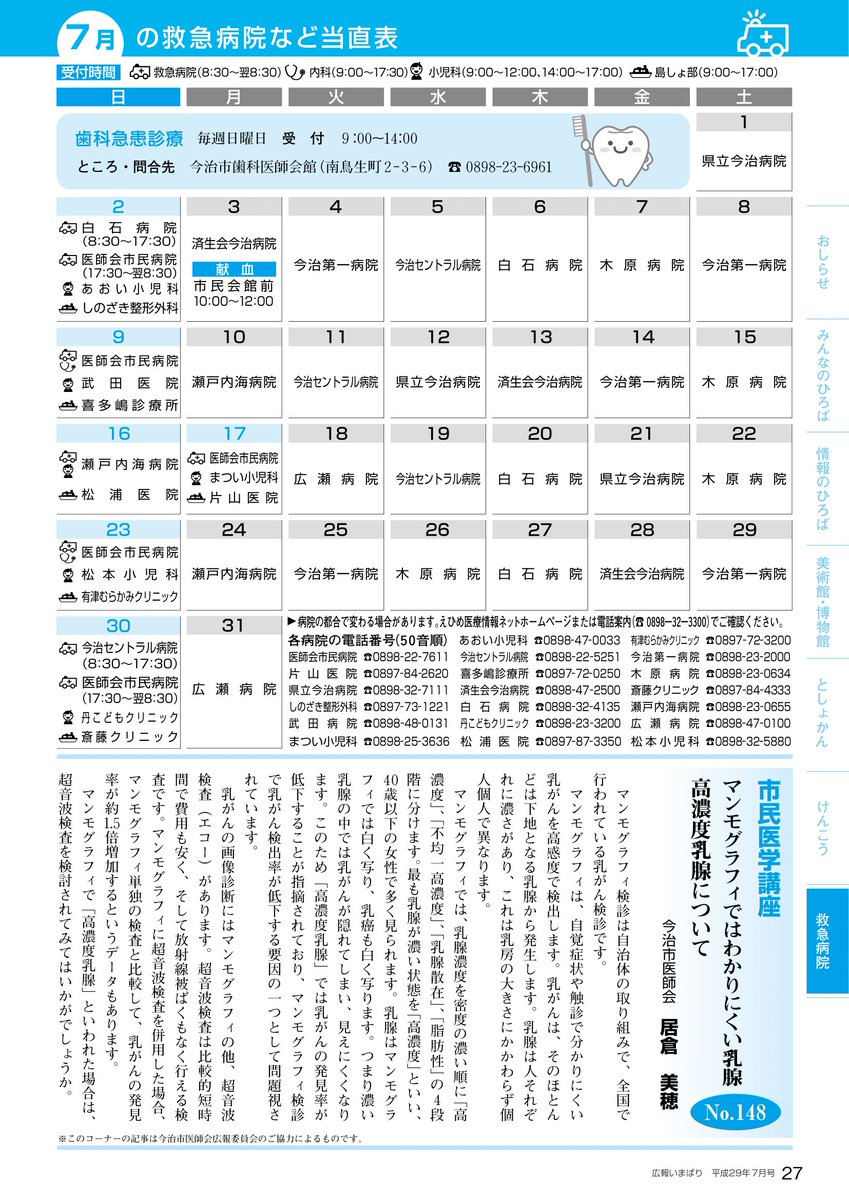 7月 の救急病院など当直表
受付時間 救急病院(8:30～翌8:30) 内科(9:00～17:30) 小児科(9:00～12:00、14:00～17:00) 島しょ部(9:00～17:00)
日 月 火 水 木 金 土
歯科急患診療 毎週日曜日 受 付 9:00～14:00
ところ・問合先 今治市歯科医師会館(南鳥生町2-3-6) ☎0898-23-6961
1
県立今治病院
2
白石病院
(8:30～17:30)
医師会市民病院
(17:30～翌8:30)
あおい小児科
しのざき整形外科
3
済生会今治病院
献血
市民会館前
10:00～12:00
4
今治第一病院
5
今治セントラル病院
6
白石病院
7
木原病院
8
今治第一病院
9
医師会市民病院
武田医院
喜多嶋診療所
10
瀬戸内海病院
11
今治セントラル病院
12
県立今治病院
13
済生会今治病院
14
今治第一病院
15
木原病院
16
瀬戸内海病院
松浦医院
17
医師会市民病院
まつい小児科
片山医院
18
広瀬病院
19
今治セントラル病院
20
白石病院
21
県立今治病院
22
木原病院
23
医師会市民病院
松本小児科
有津むらかみクリニック
24
瀬戸内海病院
25
今治第一病院
26
木原病院
27
白石病院
28
済生会今治病院
29
今治第一病院
30
今治セントラル病院
(8:30～17:30)
医師会市民病院
(17:30～翌8:30)
丹こどもクリニック
斎藤クリニック
31
広瀬病院
▶病院の都合で変わる場合があります。えひめ医療情報ネットホームページまたは電話案内(☎0898-32-3300)でご確認ください。
各病院の電話番号(50音順) あおい小児科 ☎0898-47-0033 有津むらかみクリニック ☎0897-72-3200
医師会市民病院 ☎0898-22-7611 今治セントラル病院 ☎0898-22-5251 今治第一病院 ☎0898-23-2000
片山医院 ☎0897-84-2620 喜多嶋診療所 ☎0897-72-0250 木原病院 ☎0898-23-0634
県立今治病院 ☎0898-32-7111 済生会今治病院 ☎0898-47-2500 斎藤クリニック ☎0897-84-4333
しのざき整形外科 ☎0897-73-1221 白石病院 ☎0898-32-4135 瀬戸内海病院 ☎0898-23-0655
武田病院 ☎0898-48-0131 丹こどもクリニック ☎0898-23-3200 広瀬病院 ☎0898-47-0100
まつい小児科 ☎0898-25-3636 松浦医院 ☎0897-87-3350 松本小児科 ☎0898-32-5880
市民医学講座
マンモグラフィではわかりにくい乳腺
高濃度乳腺について
今治市医師会 居倉 美穂
No.148
マンモグラフィ検診は自治体の取り組みで、全国で
行われている乳がん検診です。
マンモグラフィは、自覚症状や触診で分かりにくい
乳がんを高感度で検出します。乳がんは、そのほとん
どは下地となる乳腺から発生します。乳腺は人それぞ
れに濃さがあり、これは乳房の大きさにかかわらず個
人個人で異なります。
マンモグラフィでは、乳腺濃度を密度の濃い順に「高
濃度」、「不均一高濃度」、「乳腺散在」、「脂肪性」の4段
階に分けます。最も乳腺が濃い状態を「高濃度」といい、
40歳以下の女性で多く見られます。乳腺はマンモグラ
フィでは白く写り、乳癌も白く写ります。つまり濃い
乳腺の中では乳がんが隠れてしまい、見えにくくなり
ます。このため「高濃度乳腺」では乳がんの発見率が
低下することが指摘されており、マンモグラフィ検診
で乳がん検出率が低下する要因の一つとして問題視さ
れています。
乳がんの画像診断にはマンモグラフィの他、超音波
検査（エコー）があります。超音波検査は比較的短時
間で費用も安く、そして放射線被ばくもなく行える検
査です。マンモグラフィに超音波検査を併用した場合、
マンモグラフィ単独の検査と比較して、乳がんの発見
率が約1.5倍増加するというデータもあります。
マンモグラフィで「高濃度乳腺」といわれた場合は、
超音波検査を検討されてみてはいかがでしょうか。
※このコーナーの記事は今治市医師会広報委員会のご協力によるものです。
おしらせ
みんなのひろば
情報のひろば
美術館・博物館
としょかん
けんこう
救急病院
広報いまばり 平成29年7月号 27